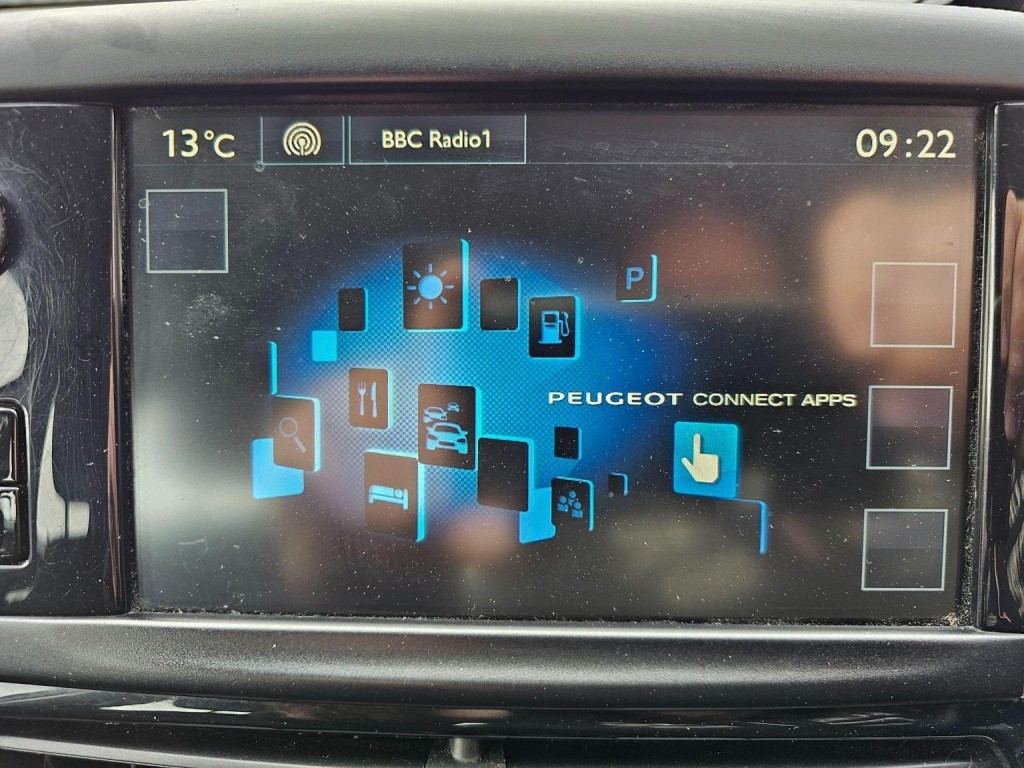 13°C
BBC Radio1
09:22
P
PEUGEOT CONNECT APPS